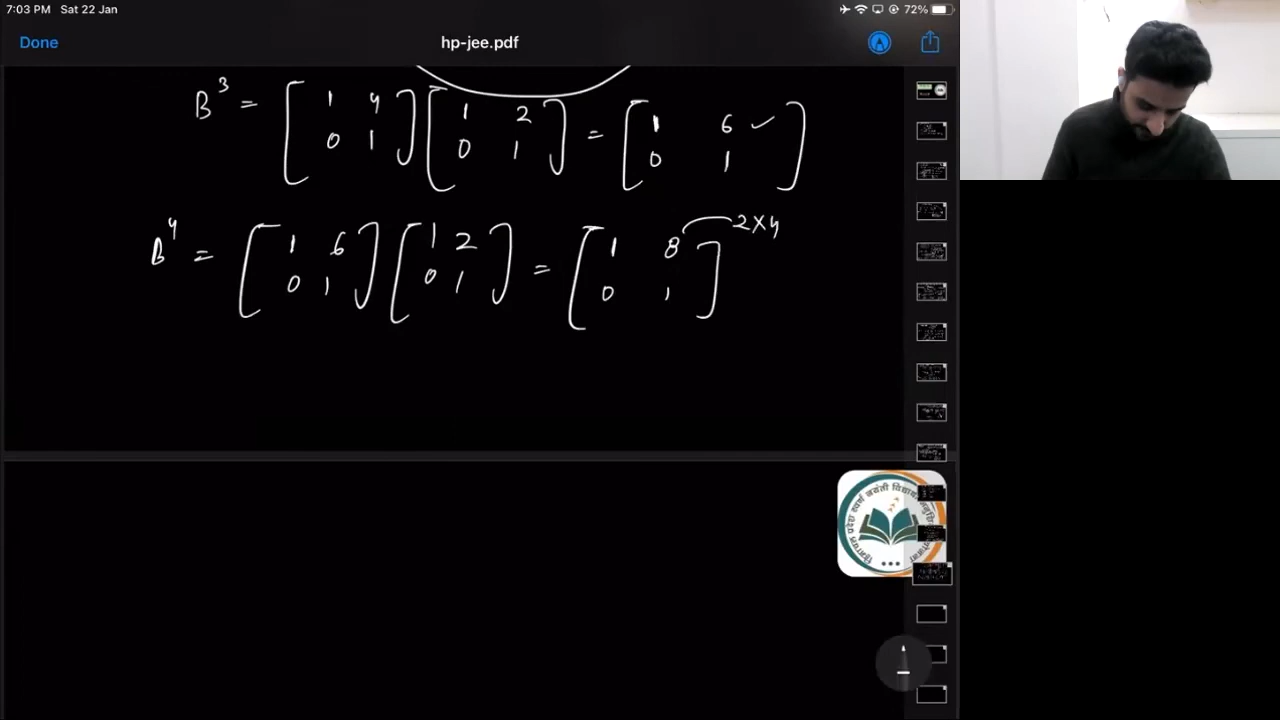 7:03 PM Sat 22 Jan 72%
Done hp-jee.pdf
B³ = [1 4; 0 1] [1 2; 0 1] = [1 6 ✓; 0 1]
B⁴ = [1 6; 0 1] [1 2; 0 1] = [1 8; 0 1] 2×4